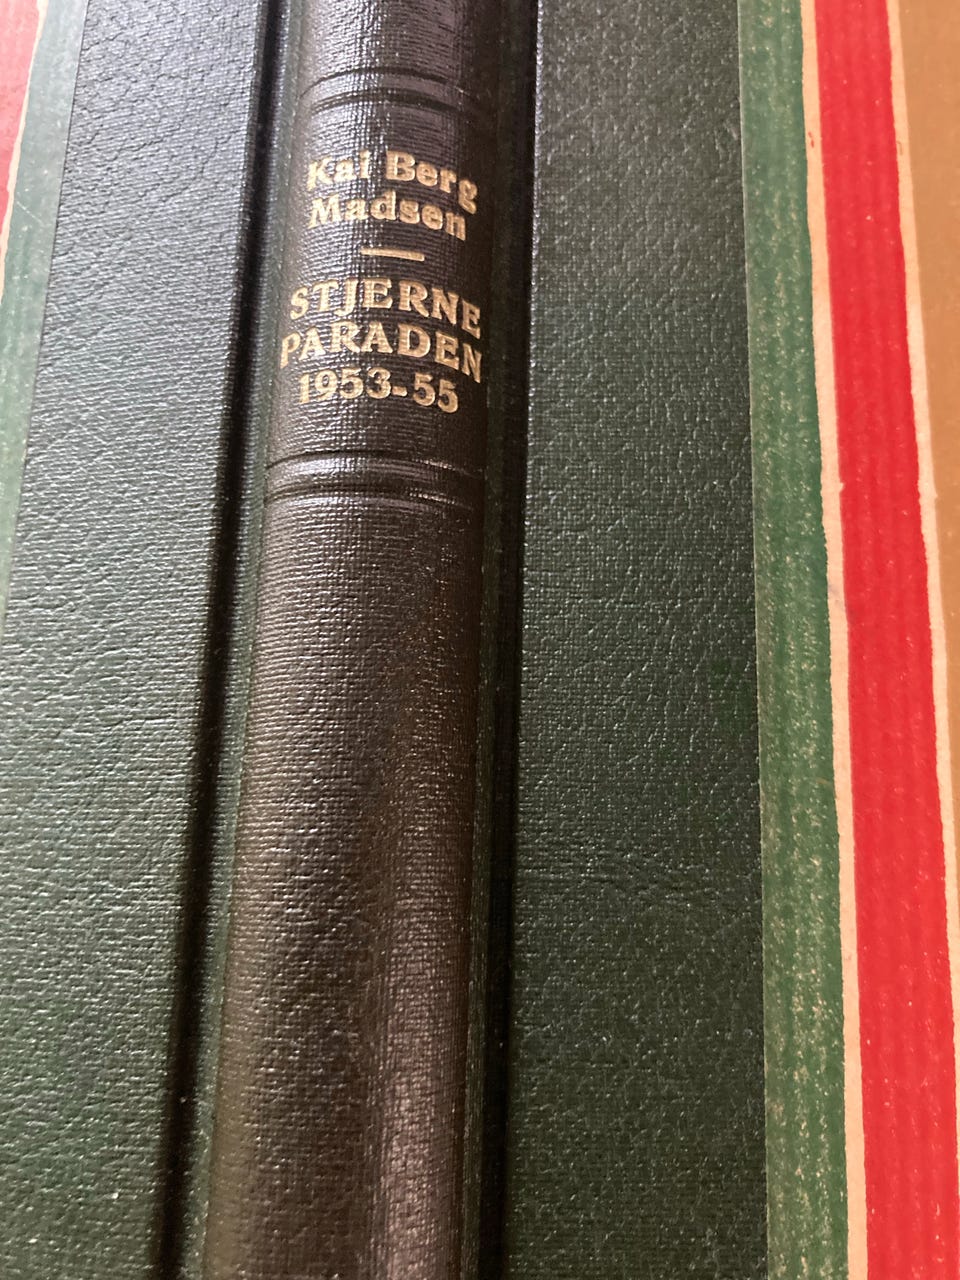 Kai Berg
Madsen
STJERNE
PARADEN
1953-55